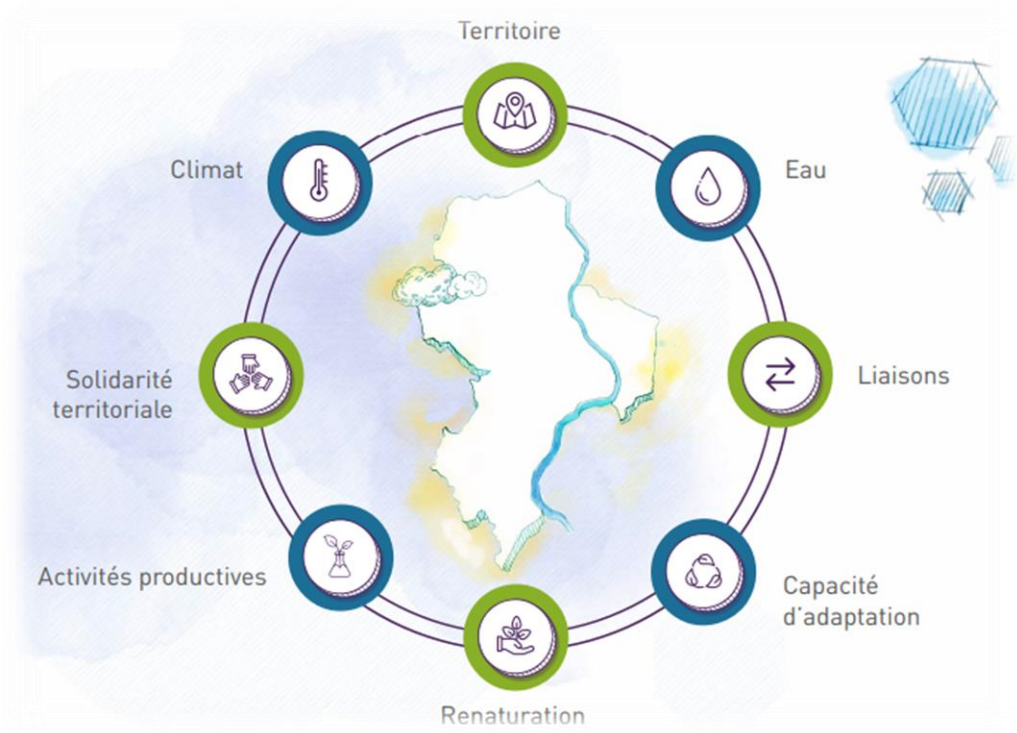 Territoire
Climat
Eau
Solidarité
territoriale
Liaisons
Activités productives
Capacité
d'adaptation
Renaturation